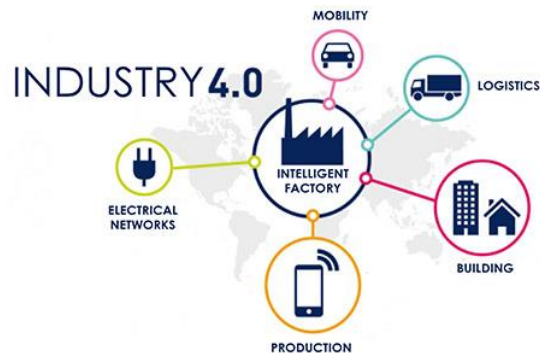 MOBILITY
INDUSTRY 4.0
LOGISTICS
INTELLIGENT
FACTORY
ELECTRICAL
NETWORKS
BUILDING
PRODUCTION